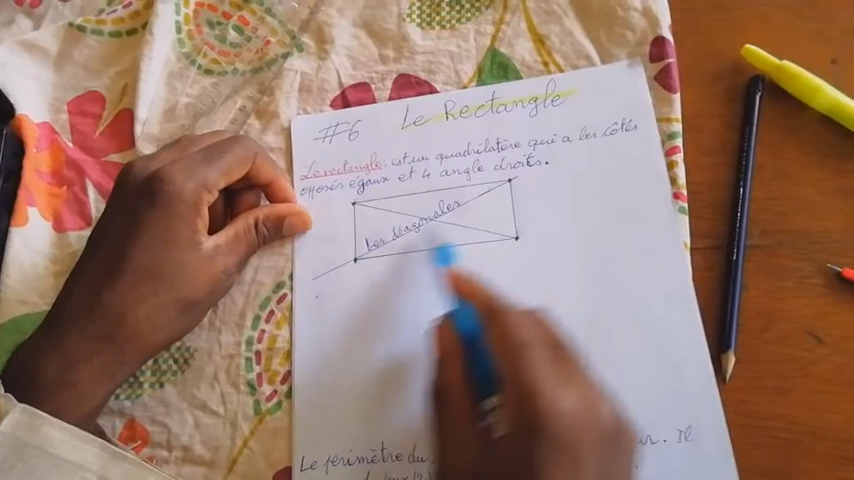 #6 Le Rectangle
Le rectangle: est un quadrilatère qui a les côtés
opposés égaux et 4 angle droits.
Les diagonales
Le périmètre du r. Il